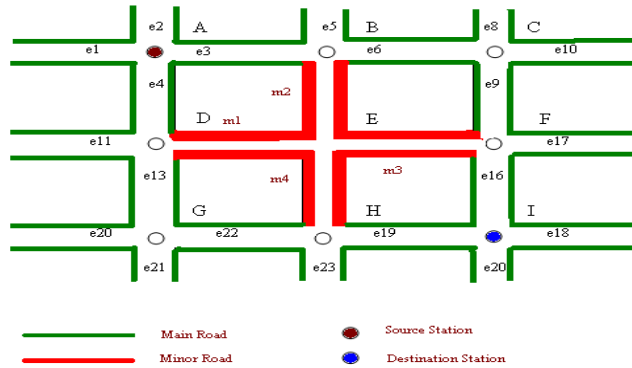 e2 A e5 B e8 C
e1 e3 e6 e10
e4 m2 e9
D m1 E F
e11 e17
e13 m4 m3 e16
G H I
e20 e22 e19 e18
e21 e23 e20
Main Road Source Station
Minor Road Destination Station